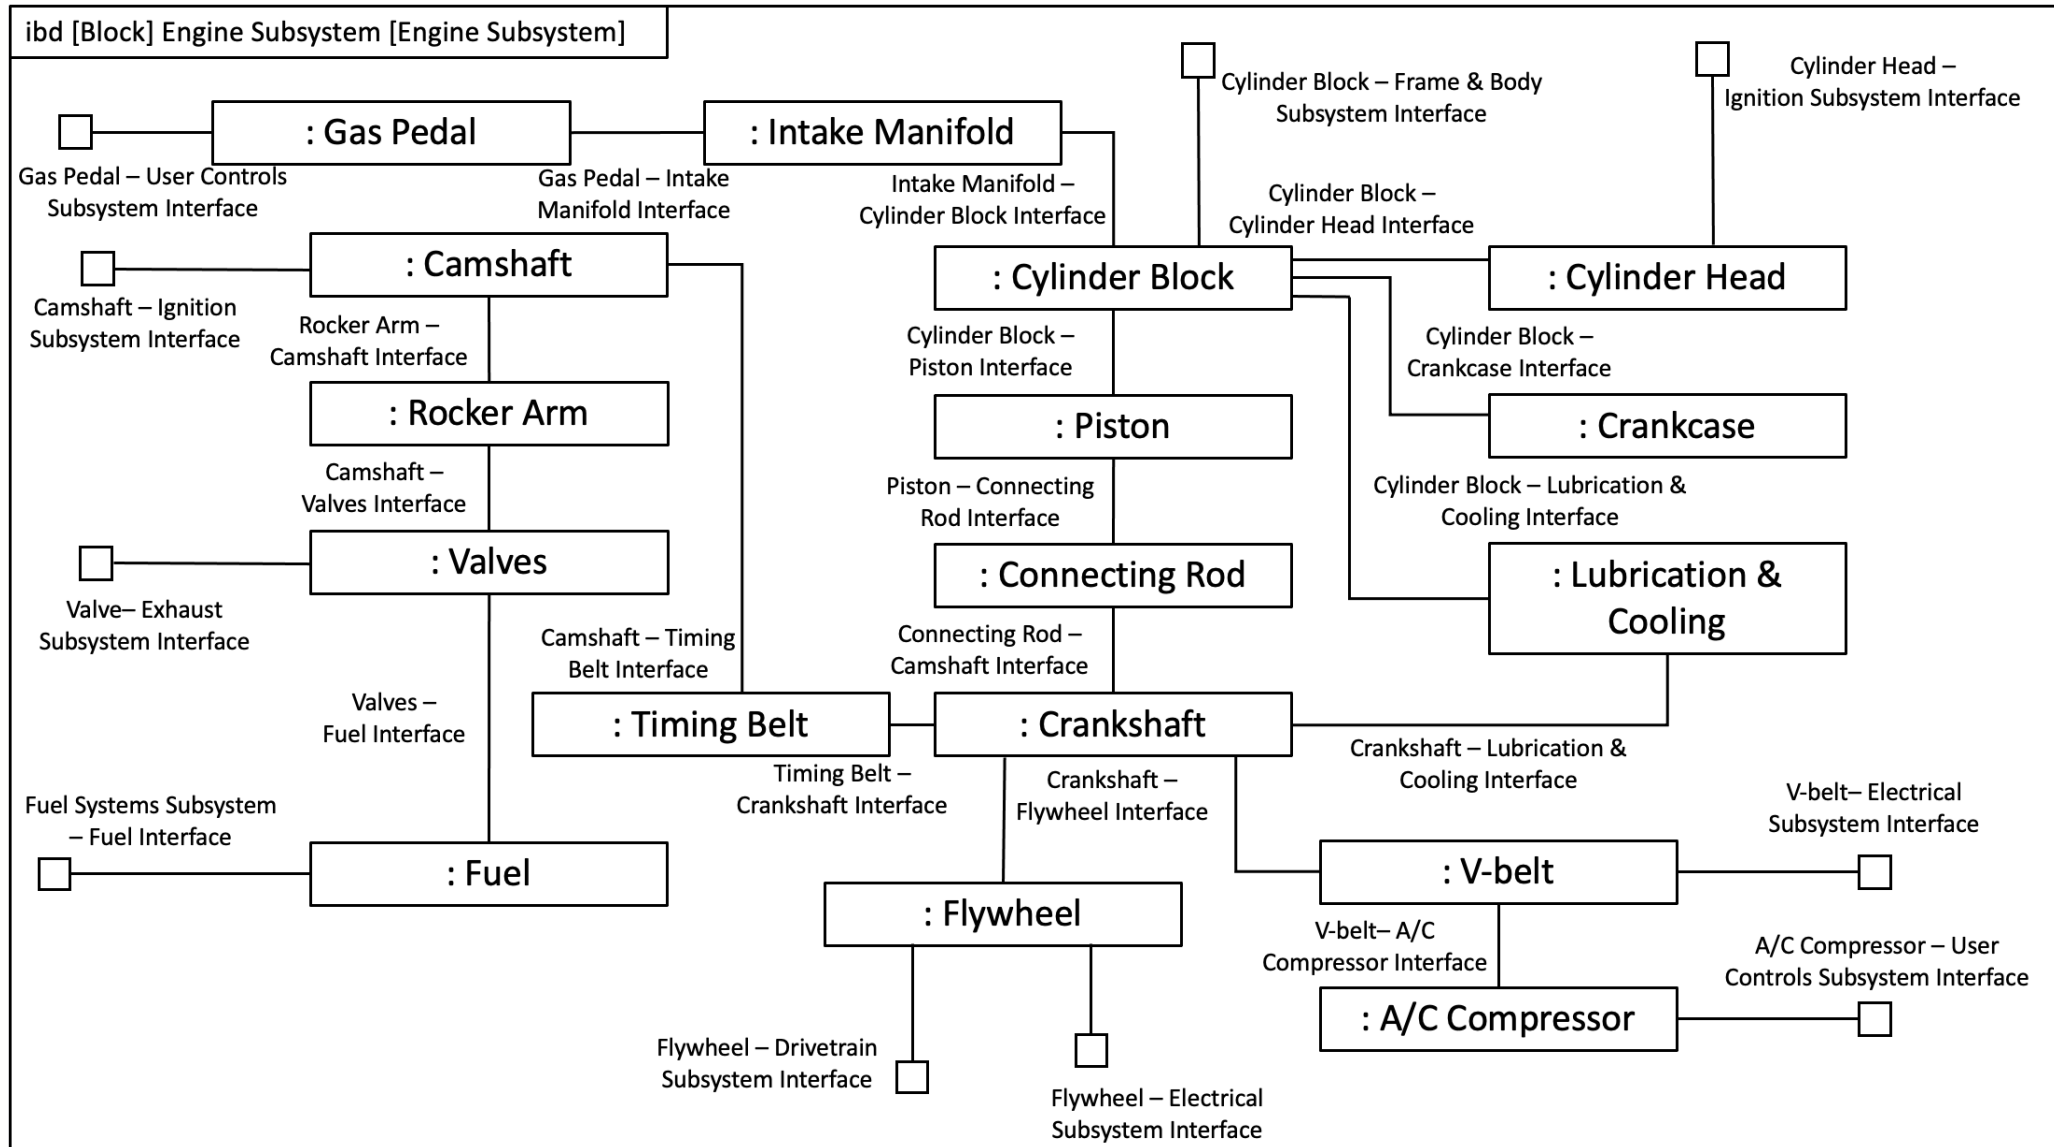 ibd [Block] Engine Subsystem [Engine Subsystem]
Cylinder Block – Frame & Body
Subsystem Interface
Cylinder Head –
Ignition Subsystem Interface
: Gas Pedal
: Intake Manifold
Gas Pedal – User Controls
Subsystem Interface
Gas Pedal – Intake
Manifold Interface
Intake Manifold –
Cylinder Block Interface
Cylinder Block –
Cylinder Head Interface
: Camshaft
: Cylinder Block
: Cylinder Head
Camshaft – Ignition
Subsystem Interface
Rocker Arm –
Camshaft Interface
Cylinder Block –
Piston Interface
Cylinder Block –
Crankcase Interface
: Rocker Arm
: Piston
: Crankcase
Camshaft –
Valves Interface
Piston – Connecting
Rod Interface
Cylinder Block – Lubrication &
Cooling Interface
: Valves
: Connecting Rod
: Lubrication &
Cooling
Valve– Exhaust
Subsystem Interface
Camshaft – Timing
Belt Interface
Connecting Rod –
Camshaft Interface
Valves –
Fuel Interface
: Timing Belt
: Crankshaft
Timing Belt –
Crankshaft Interface
Crankshaft –
Flywheel Interface
Crankshaft – Lubrication &
Cooling Interface
Fuel Systems Subsystem
– Fuel Interface
V-belt– Electrical
Subsystem Interface
: Fuel
: Flywheel
: V-belt
V-belt– A/C
Compressor Interface
A/C Compressor – User
Controls Subsystem Interface
: A/C Compressor
Flywheel – Drivetrain
Subsystem Interface
Flywheel – Electrical
Subsystem Interface